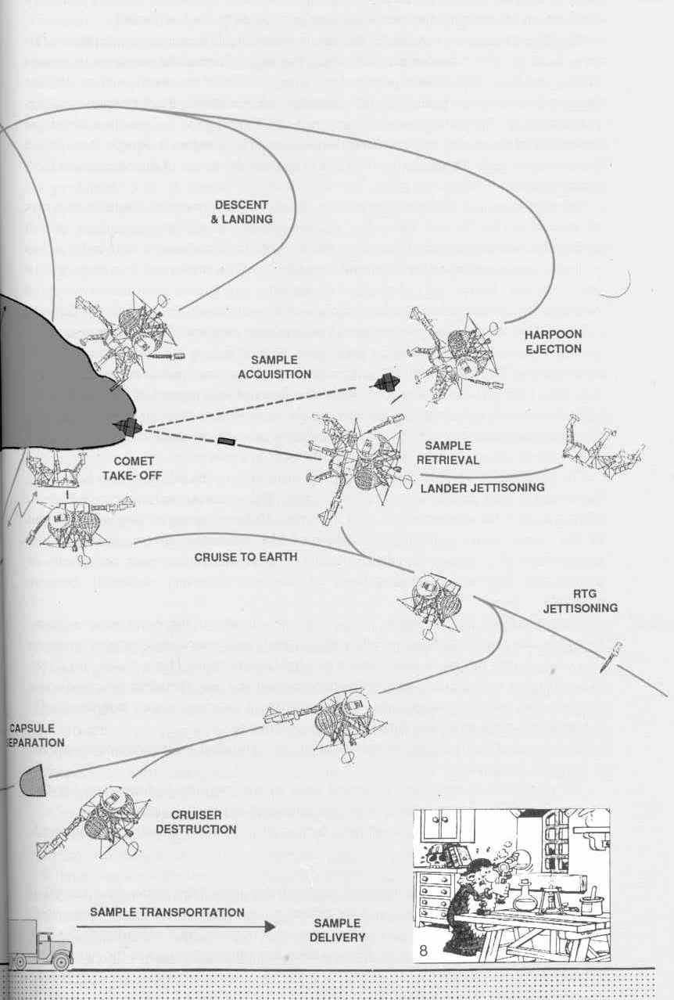 DESCENT
& LANDING
HARPOON
EJECTION
SAMPLE
ACQUISITION
SAMPLE
RETRIEVAL
COMET
TAKE- OFF
LANDER JETTISONING
CRUISE TO EARTH
RTG
JETTISONING
CAPSULE
SEPARATION
CRUISER
DESTRUCTION
SAMPLE TRANSPORTATION
SAMPLE
DELIVERY
8